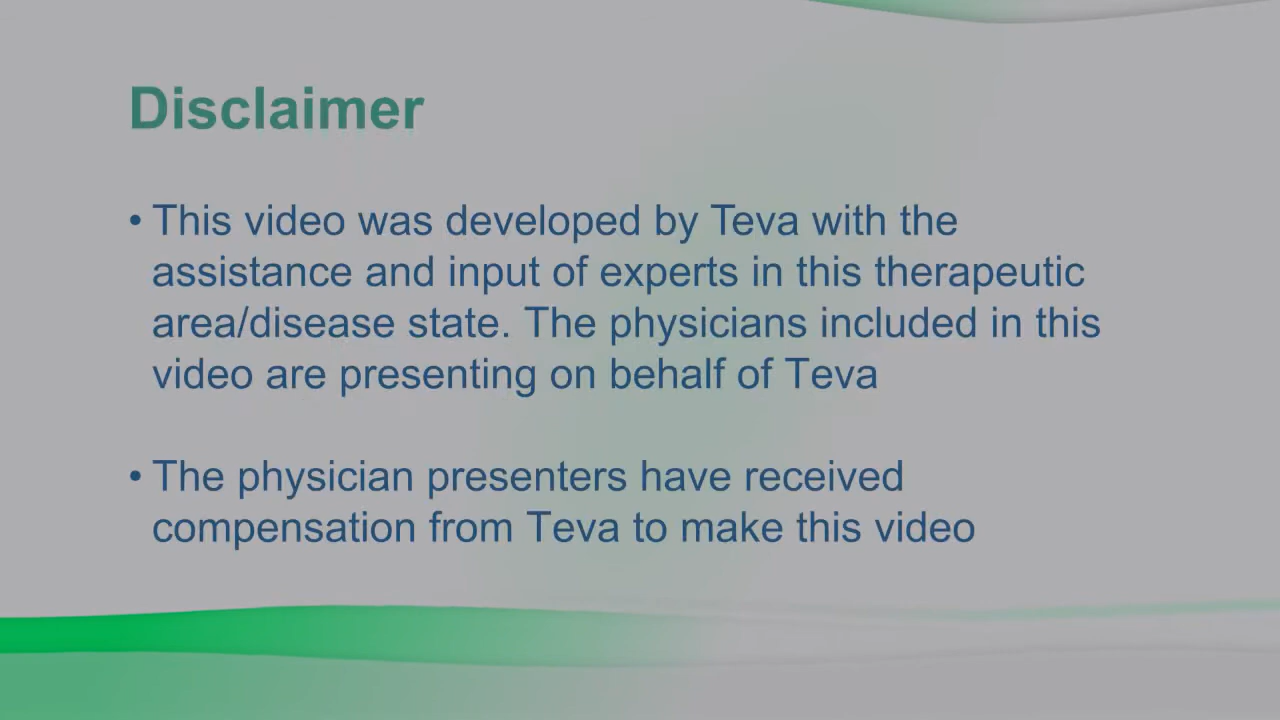 Disclaimer
• This video was developed by Teva with the
assistance and input of experts in this therapeutic
area/disease state. The physicians included in this
video are presenting on behalf of Teva
• The physician presenters have received
compensation from Teva to make this video